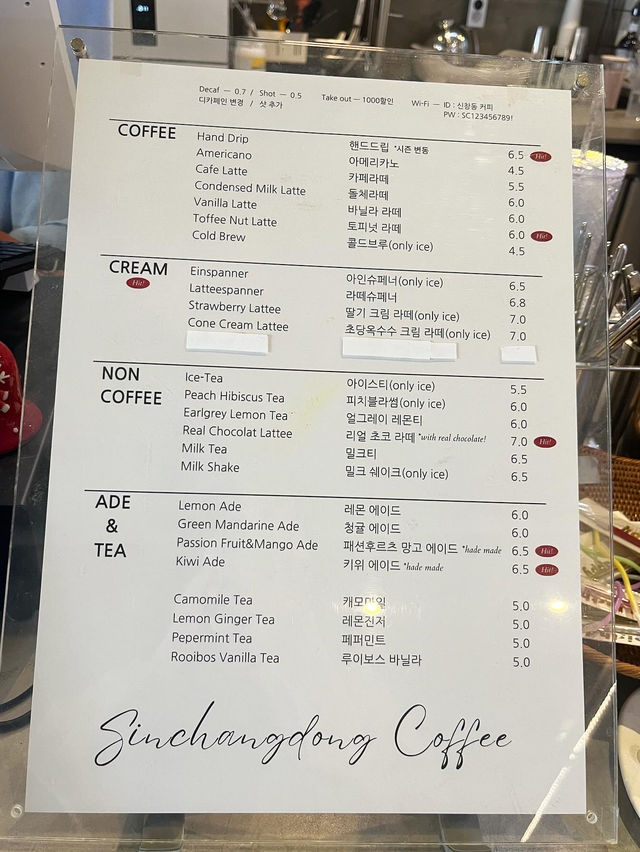 Decaf — 0.7 / Shot — 0.5 Take out — 1000할인 Wi-Fi — ID : 신창동 커피
디카페인 변경 / 샷 추가 PW : SC123456789!
COFFEE
Hand Drip 핸드드립 *시즌 변동 6.5 Hit!
Americano 아메리카노 4.5
Cafe Latte 카페라떼 5.5
Condensed Milk Latte 돌체라떼 6.0
Vanilla Latte 바닐라 라떼 6.0
Toffee Nut Latte 토피넛 라떼 6.0 Hit!
Cold Brew 콜드브루(only ice) 4.5
CREAM Hit!
Einspanner 아인슈페너(only ice) 6.5
Latteespanner 라떼슈페너 6.8
Strawberry Lattee 딸기 크림 라떼(only ice) 7.0
Cone Cream Lattee 초당옥수수 크림 라떼(only ice) 7.0
NON COFFEE
Ice-Tea 아이스티(only ice) 5.5
Peach Hibiscus Tea 피치블라썸(only ice) 6.0
Earlgrey Lemon Tea 얼그레이 레몬티 6.0
Real Chocolat Lattee 리얼 초코 라떼 *with real chocolate! 7.0 Hit!
Milk Tea 밀크티 6.5
Milk Shake 밀크 쉐이크(only ice) 6.5
ADE & TEA
Lemon Ade 레몬 에이드 6.0
Green Mandarine Ade 청귤 에이드 6.0
Passion Fruit&Mango Ade 패션후르츠 망고 에이드 *hade made 6.5 Hit!
Kiwi Ade 키위 에이드 *hade made 6.5 Hit!
Camomile Tea 캐모마일 5.0
Lemon Ginger Tea 레몬진저 5.0
Pepermint Tea 페퍼민트 5.0
Rooibos Vanilla Tea 루이보스 바닐라 5.0
Sinchangdong Coffee